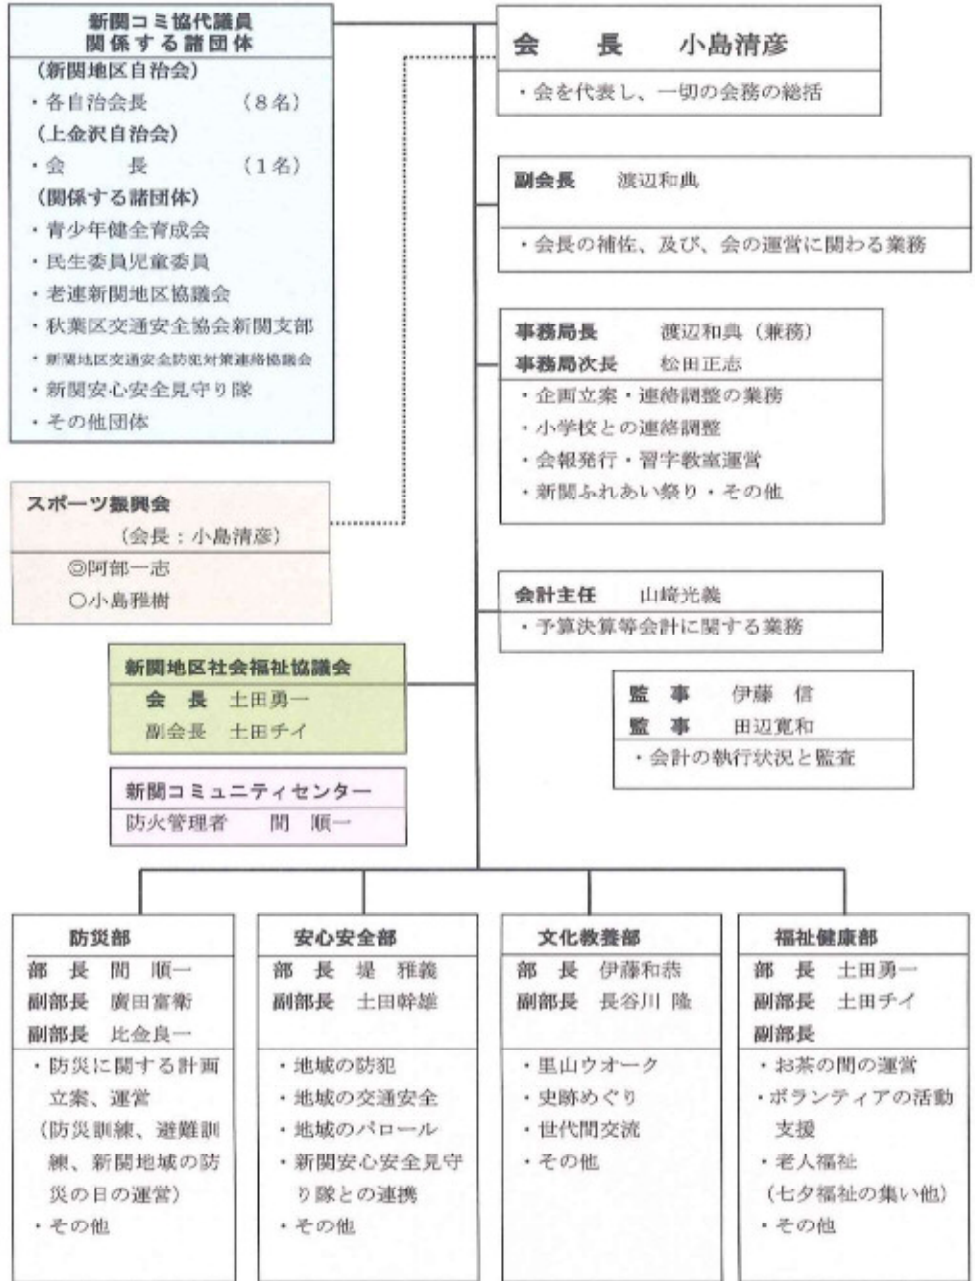 新関コミ協代議員
関係する諸団体
(新関地区自治会)
・各自治会長 (8名)
(上金沢自治会)
・会 長 (1名)
(関係する諸団体)
・青少年健全育成会
・民生委員児童委員
・老連新関地区協議会
・秋葉区交通安全協会新関支部
・新関地区交通安全防犯対策連絡協議会
・新関安心安全見守り隊
・その他団体
会 長 小島清彦
・会を代表し、一切の会務の総括
副会長 渡辺和典
・会長の補佐、及び、会の運営に関わる業務
事務局長 渡辺和典(兼務)
事務局次長 松田正志
・企画立案・連絡調整の業務
・小学校との連絡調整
・会報発行・習字教室運営
・新関ふれあい祭り・その他
スポーツ振興会
(会長:小島清彦)
◎阿部一志
○小島雅樹
会計主任 山﨑光義
・予算決算等会計に関する業務
新関地区社会福祉協議会
会 長 土田勇一
副会長 土田チイ
監 事 伊藤 信
監 事 田辺寛和
・会計の執行状況と監査
新関コミュニティセンター
防火管理者 間 順一
防災部
部 長 間 順一
副部長 廣田富衛
副部長 比金良一
・防災に関する計画
立案、運営
(防災訓練、避難訓
練、新関地域の防
災の日の運営)
・その他
安心安全部
部 長 堤 雅義
副部長 土田幹雄
・地域の防犯
・地域の交通安全
・地域のパロール
・新関安心安全見守
り隊との連携
・その他
文化教養部
部 長 伊藤和恭
副部長 長谷川 隆
・里山ウオーク
・史跡めぐり
・世代間交流
・その他
福祉健康部
部 長 土田勇一
副部長 土田チイ
副部長
・お茶の間の運営
・ボランティアの活動
支援
・老人福祉
(七夕福祉の集い他)
・その他